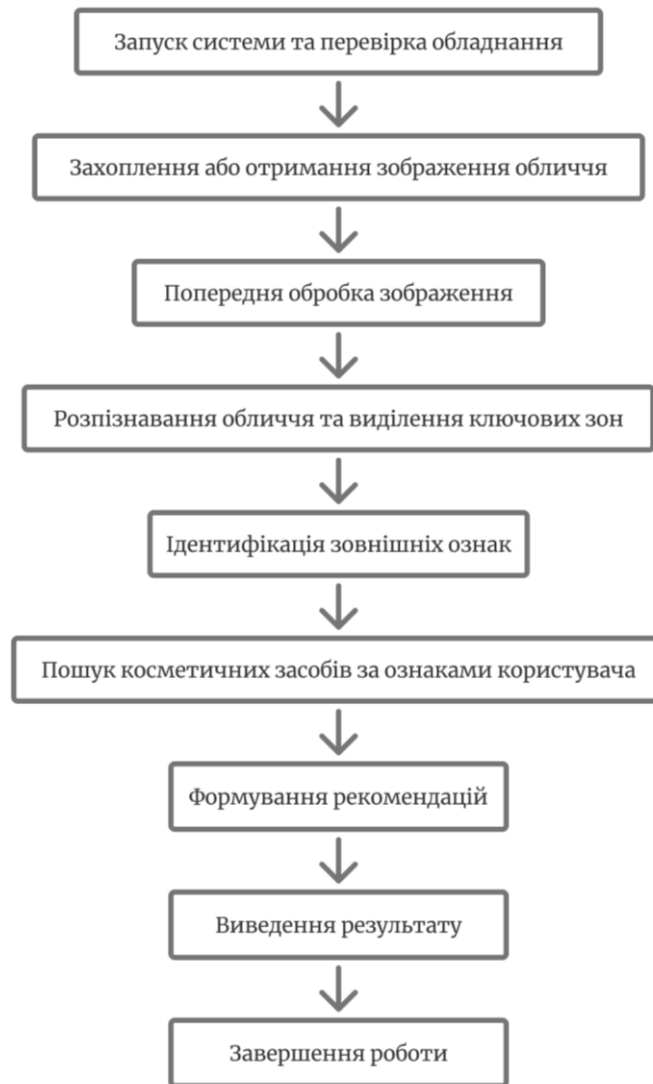 Запуск системи та перевірка обладнання
Захоплення або отримання зображення обличчя
Попередня обробка зображення
Розпізнавання обличчя та виділення ключових зон
Ідентифікація зовнішніх ознак
Пошук косметичних засобів за ознаками користувача
Формування рекомендацій
Виведення результату
Завершення роботи